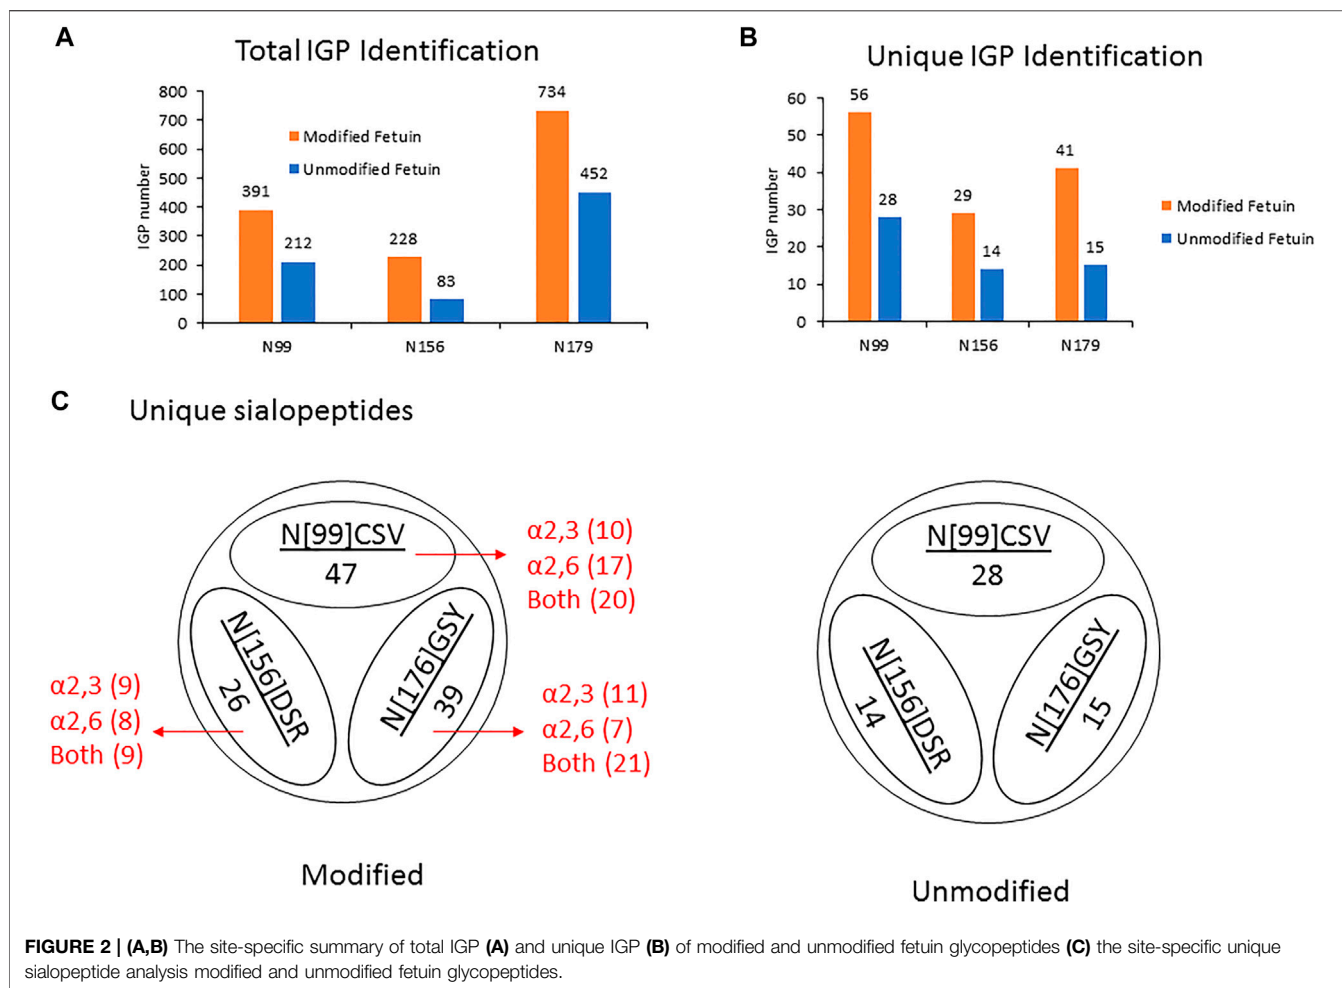 A
Total IGP Identification
IGP number
800
700
600
500
400
300
200
100
0
Modified Fetuin
Unmodified Fetuin
391
212
228
83
734
452
N99
N156
N179
B
Unique IGP Identification
IGP number
60
50
40
30
20
10
0
56
28
29
14
41
15
N99
N156
N179
Modified Fetuin
Unmodified Fetuin
C
Unique sialopeptides
N[99]CSV
47
α2,3 (10)
α2,6 (17)
Both (20)
N[156]DSR
26
α2,3 (9)
α2,6 (8)
Both (9)
N[176]GSY
39
α2,3 (11)
α2,6 (7)
Both (21)
Modified
N[99]CSV
28
N[156]DSR
14
N[176]GSY
15
Unmodified
FIGURE 2 | (A,B) The site-specific summary of total IGP (A) and unique IGP (B) of modified and unmodified fetuin glycopeptides (C) the site-specific unique
sialopeptide analysis modified and unmodified fetuin glycopeptides.